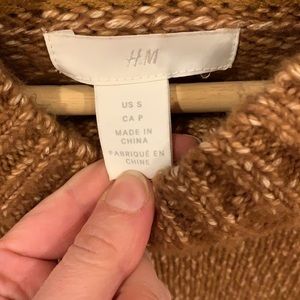 H.M
US S
CA P
MADE IN
CHINA
FABRIQUÉ EN
CHINE